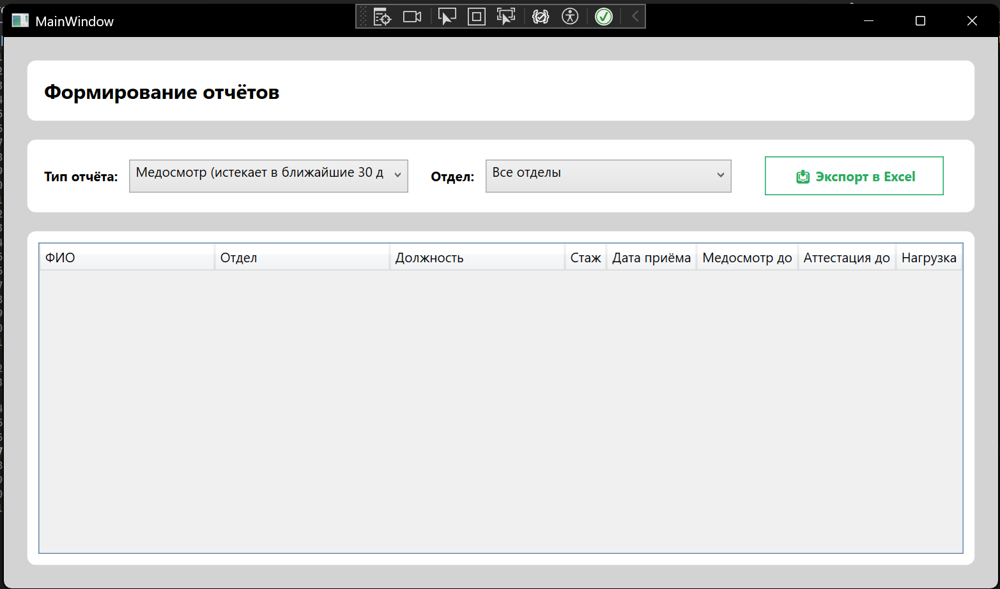 MainWindow
Формирование отчётов
Тип отчёта: Медосмотр (истекает в ближайшие 30 д Отдел: Все отделы Экспорт в Excel
ФИО Отдел Должность Стаж Дата приёма Медосмотр до Аттестация до Нагрузка